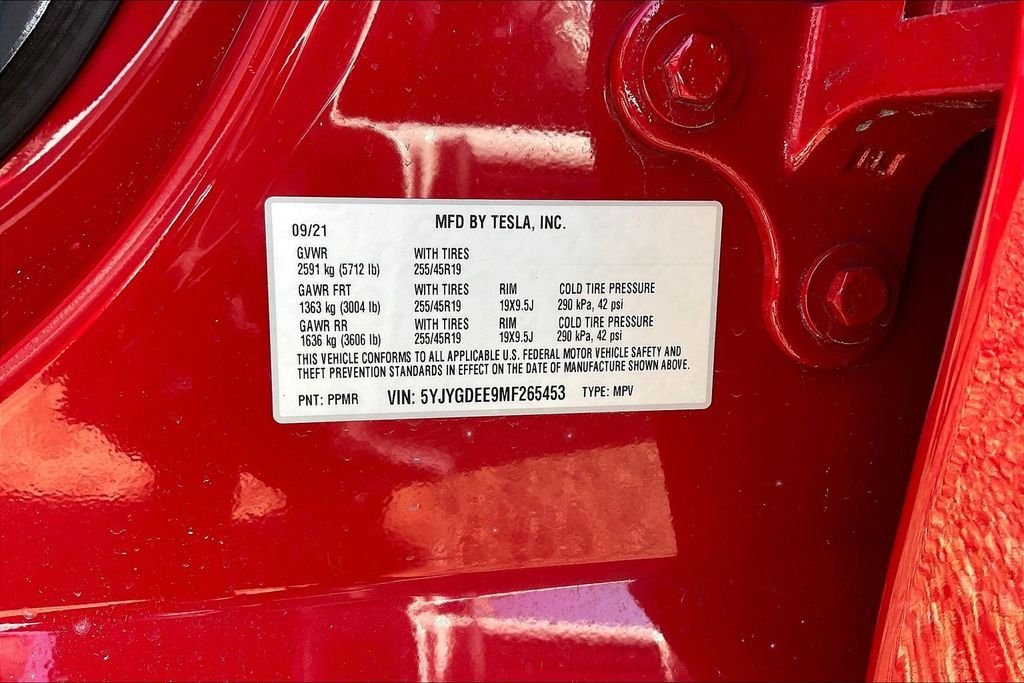 MFD BY TESLA, INC.
09/21
GVWR WITH TIRES
2591 kg (5712 lb) 255/45R19
GAWR FRT WITH TIRES RIM COLD TIRE PRESSURE
1363 kg (3004 lb) 255/45R19 19X9.5J 290 kPa, 42 psi
GAWR RR WITH TIRES RIM COLD TIRE PRESSURE
1636 kg (3606 lb) 255/45R19 19X9.5J 290 kPa, 42 psi
THIS VEHICLE CONFORMS TO ALL APPLICABLE U.S. FEDERAL MOTOR VEHICLE SAFETY AND
THEFT PREVENTION STANDARDS IN EFFECT ON THE DATE OF MANUFACTURE SHOWN ABOVE.
PNT: PPMR VIN: 5YJYGDEE9MF265453 TYPE: MPV